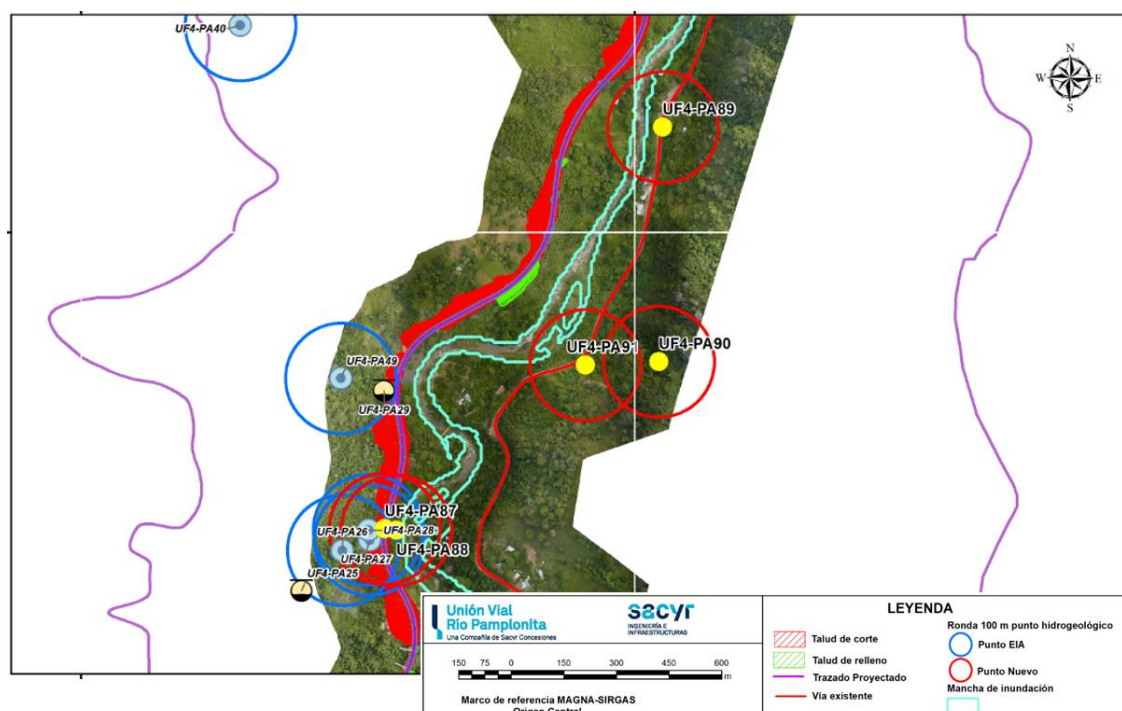 UF4-PA40
N
W
E
S
UF4-PA89
UF4-PA91
UF4-PA90
UF4-PA49
UF4-PA29
UF4-PA87
UF4-PA26
UF4-PA28
UF4-PA88
UF4-PA27
UF4-PA25
Unión Vial
Río Pamplonita
Una Compañía de Sacyr Concesiones
sacyr
INGENIERÍA E
INFRAESTRUCTURAS
150 75 0 150 300 450 600
m
Marco de referencia MAGNA-SIRGAS
Origen Central
LEYENDA
Talud de corte
Talud de relleno
Trazado Proyectado
Vía existente
Ronda 100 m punto hidrogeológico
Punto EIA
Punto Nuevo
Mancha de inundación